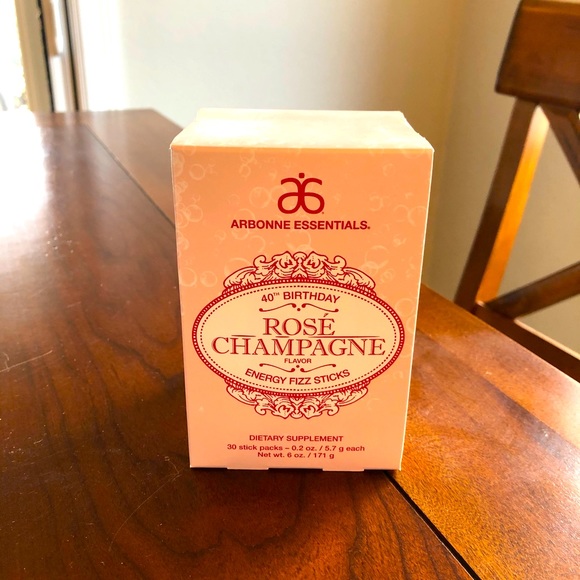 ARBONNE ESSENTIALS®
40TH BIRTHDAY
ROSÉ
CHAMPAGNE
FLAVOR
ENERGY FIZZ STICKS
DIETARY SUPPLEMENT
30 stick packs – 0.2 oz. / 5.7 g each
Net wt. 6 oz. / 171 g